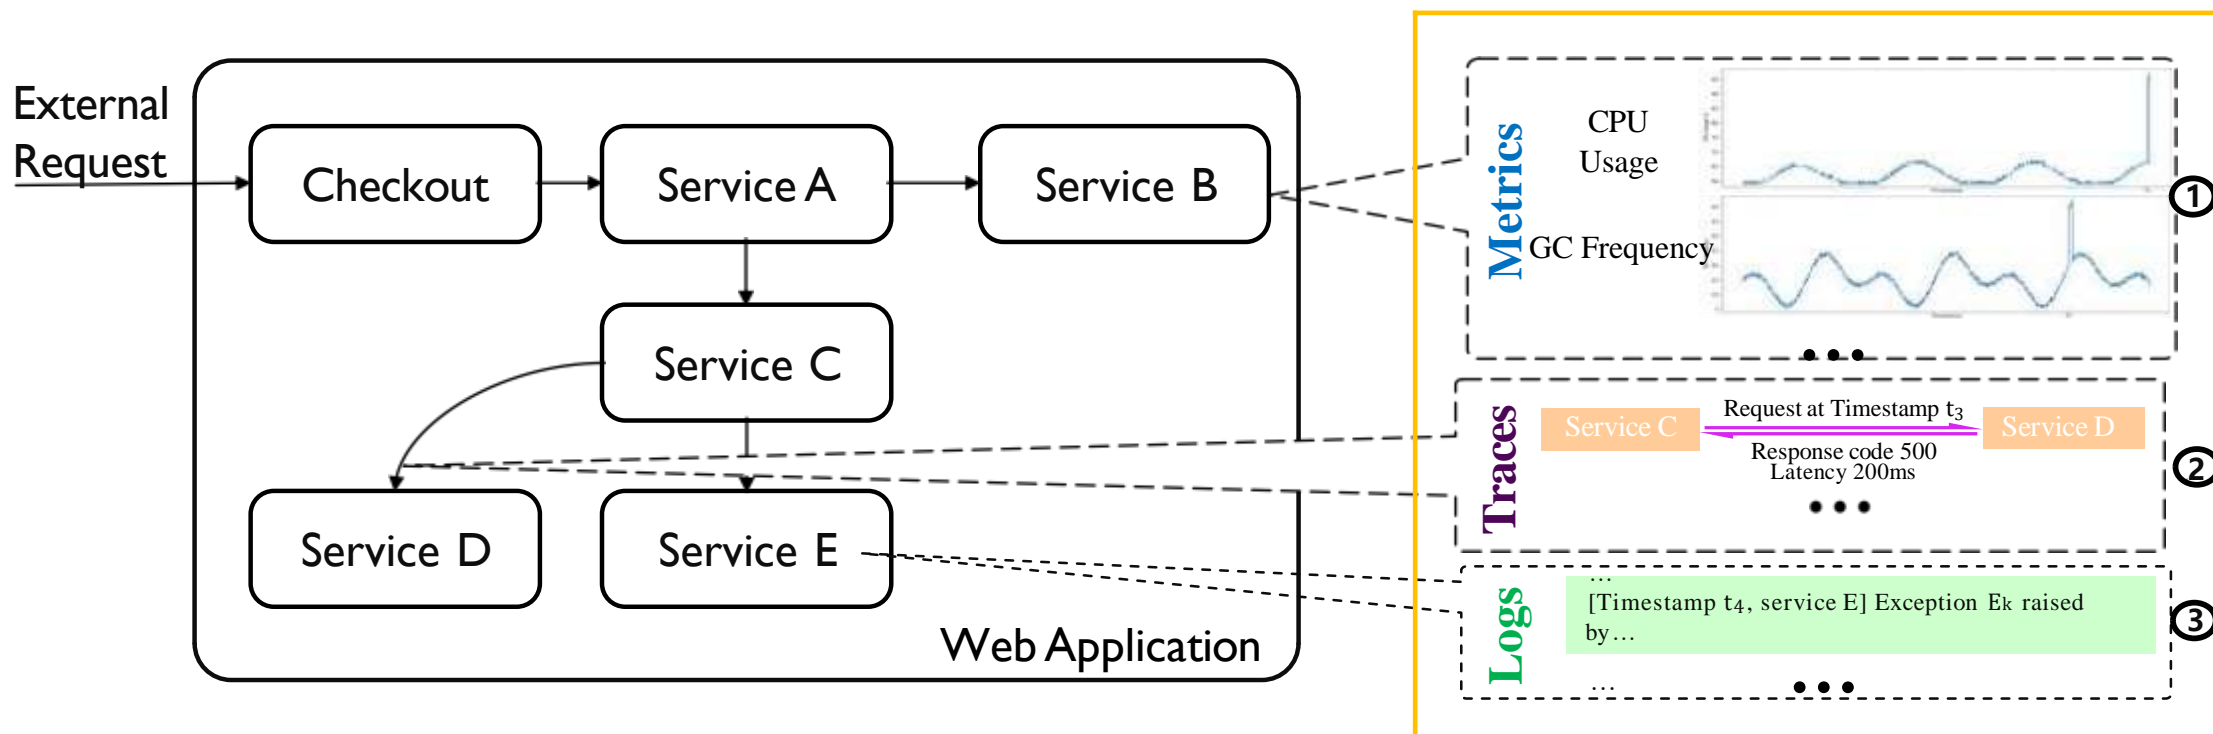 External
Request
Checkout
Service A
Service B
Service C
Service D
Service E
Web Application
Metrics
CPU
Usage
GC Frequency
①
Traces
Service C
Request at Timestamp t₃
Response code 500
Latency 200ms
Service D
②
Logs
...
[Timestamp t₄, service E] Exception Eₖ raised
by...
...
③